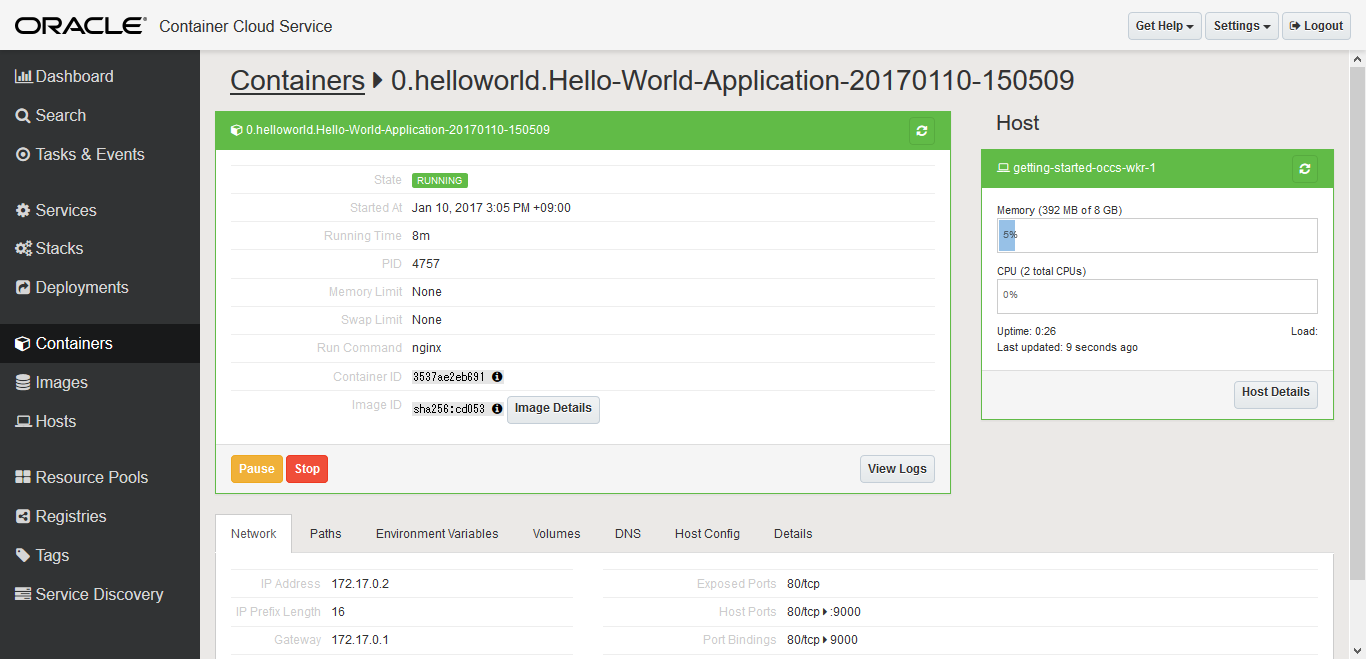 ORACLE® Container Cloud Service
Get Help
Settings
Logout
Dashboard
Search
Tasks & Events
Services
Stacks
Deployments
Containers
Images
Hosts
Resource Pools
Registries
Tags
Service Discovery
Containers 0.helloworld.Hello-World-Application-20170110-150509
0.helloworld.Hello-World-Application-20170110-150509
State RUNNING
Started At Jan 10, 2017 3:05 PM +09:00
Running Time 8m
PID 4757
Memory Limit None
Swap Limit None
Run Command nginx
Container ID 3537ae2eb691
Image ID sha256:cd053 Image Details
Pause Stop View Logs
Host
getting-started-occs-wkr-1
Memory (392 MB of 8 GB)
5%
CPU (2 total CPUs)
0%
Uptime: 0:26 Load:
Last updated: 9 seconds ago
Host Details
Network Paths Environment Variables Volumes DNS Host Config Details
IP Address 172.17.0.2
IP Prefix Length 16
Gateway 172.17.0.1
Exposed Ports 80/tcp
Host Ports 80/tcp :9000
Port Bindings 80/tcp 9000